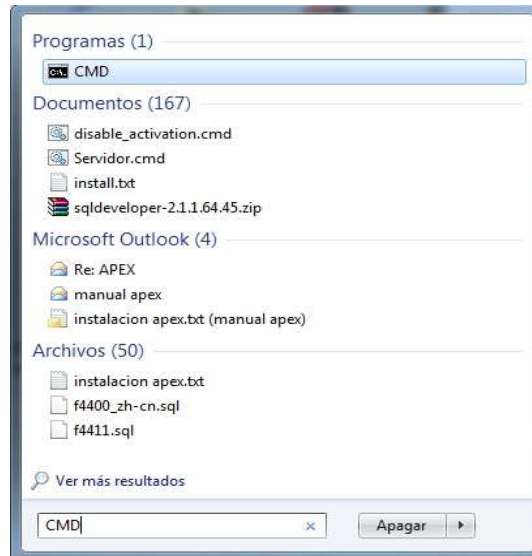 Programas (1)
CMD
Documentos (167)
disable_activation.cmd
Servidor.cmd
install.txt
sqldeveloper-2.1.1.64.45.zip
Microsoft Outlook (4)
Re: APEX
manual apex
instalacion apex.txt (manual apex)
Archivos (50)
instalacion apex.txt
f4400_zh-cn.sql
f4411.sql
Ver más resultados
CMD
Apagar